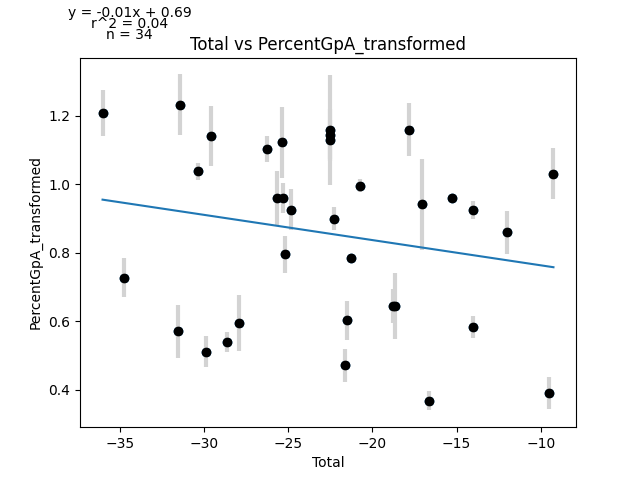 y = -0.01x + 0.69
r^2 = 0.04
n = 34
Total vs PercentGpA_transformed
PercentGpA_transformed
1.2
1.0
0.8
0.6
0.4
−35
−30
−25
−20
−15
−10
Total